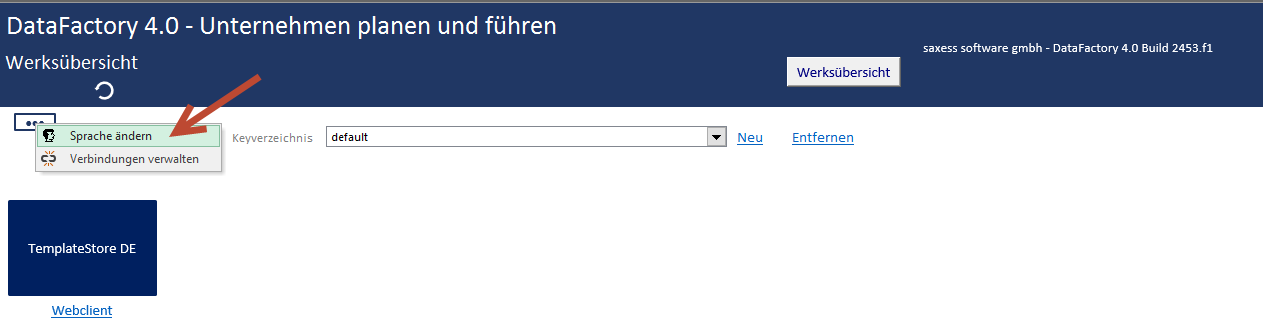 DataFactory 4.0 - Unternehmen planen und führen
saxess software gmbh - DataFactory 4.0 Build 2453.f1
Werksübersicht
Werksübersicht
Sprache ändern
Verbindungen verwalten
Keyverzeichnis
default
Neu
Entfernen
TemplateStore DE
Webclient